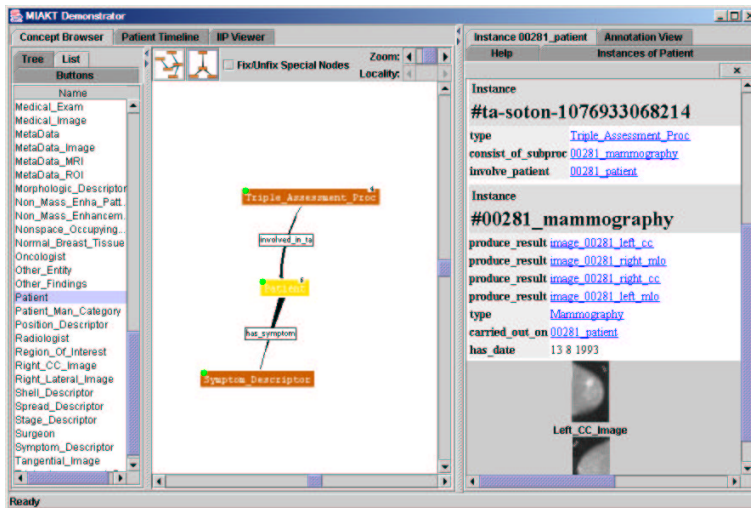 MIAKT Demonstrator
Concept Browser
Patient Timeline
IIP Viewer
Tree
List
Buttons
Name
Medical_Exam
Medical_Image
MetaData
MetaData_Image
MetaData_MRI
MetaData_ROI
Morphologic_Descriptor
Non_Mass_Enha_Patt...
Non_Mass_Enhancem...
Nonspace_Occupying...
Normal_Breast_Tissue
Oncologist
Other_Entity
Other_Findings
Patient
Patient_Man_Category
Position_Descriptor
Radiologist
Region_Of_Interest
Right_CC_Image
Right_Lateral_Image
Shell_Descriptor
Spread_Descriptor
Stage_Descriptor
Surgeon
Symptom_Descriptor
Tangential_Image
Fix/Unfix Special Nodes
Zoom:
Locality:
Triple_Assessment_Proc
involved_in_ta
Patient
has_symptom
Symptom_Descriptor
Instance 00281_patient
Annotation View
Help
Instances of Patient
Instance
#ta-soton-1076933068214
type Triple_Assessment_Proc
consist_of_subproc 00281_mammography
involve_patient 00281_patient
Instance
#00281_mammography
produce_result image_00281_left_cc
produce_result image_00281_right_mlo
produce_result image_00281_right_cc
produce_result image_00281_left_mlo
type Mammography
carried_out_on 00281_patient
has_date 13 8 1993
Left_CC_Image
Ready